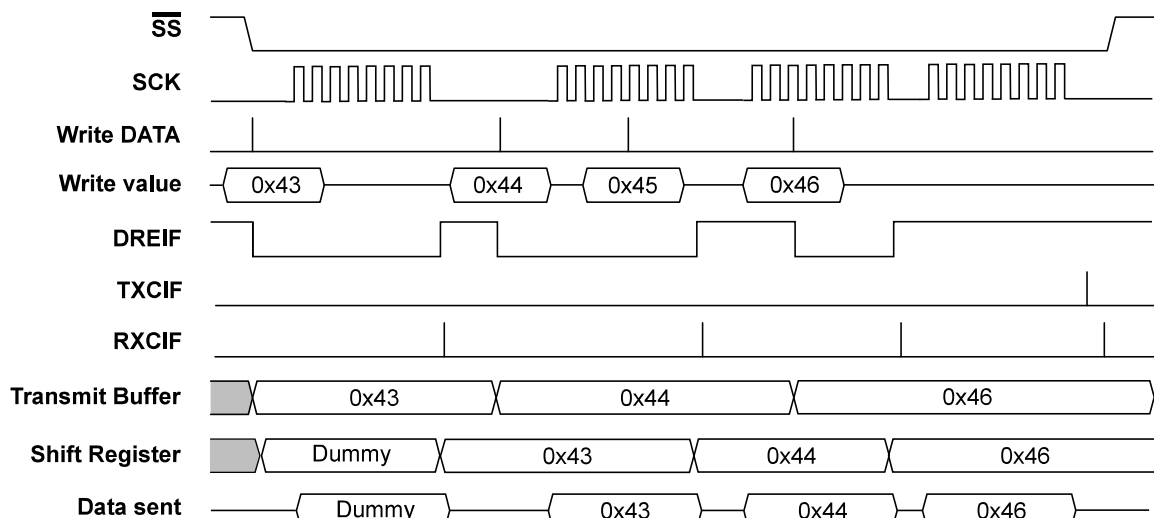 SS
SCK
Write DATA
Write value 0x43 0x44 0x45 0x46
DREIF
TXCIF
RXCIF
Transmit Buffer 0x43 0x44 0x46
Shift Register Dummy 0x43 0x44 0x46
Data sent Dummy 0x43 0x44 0x46